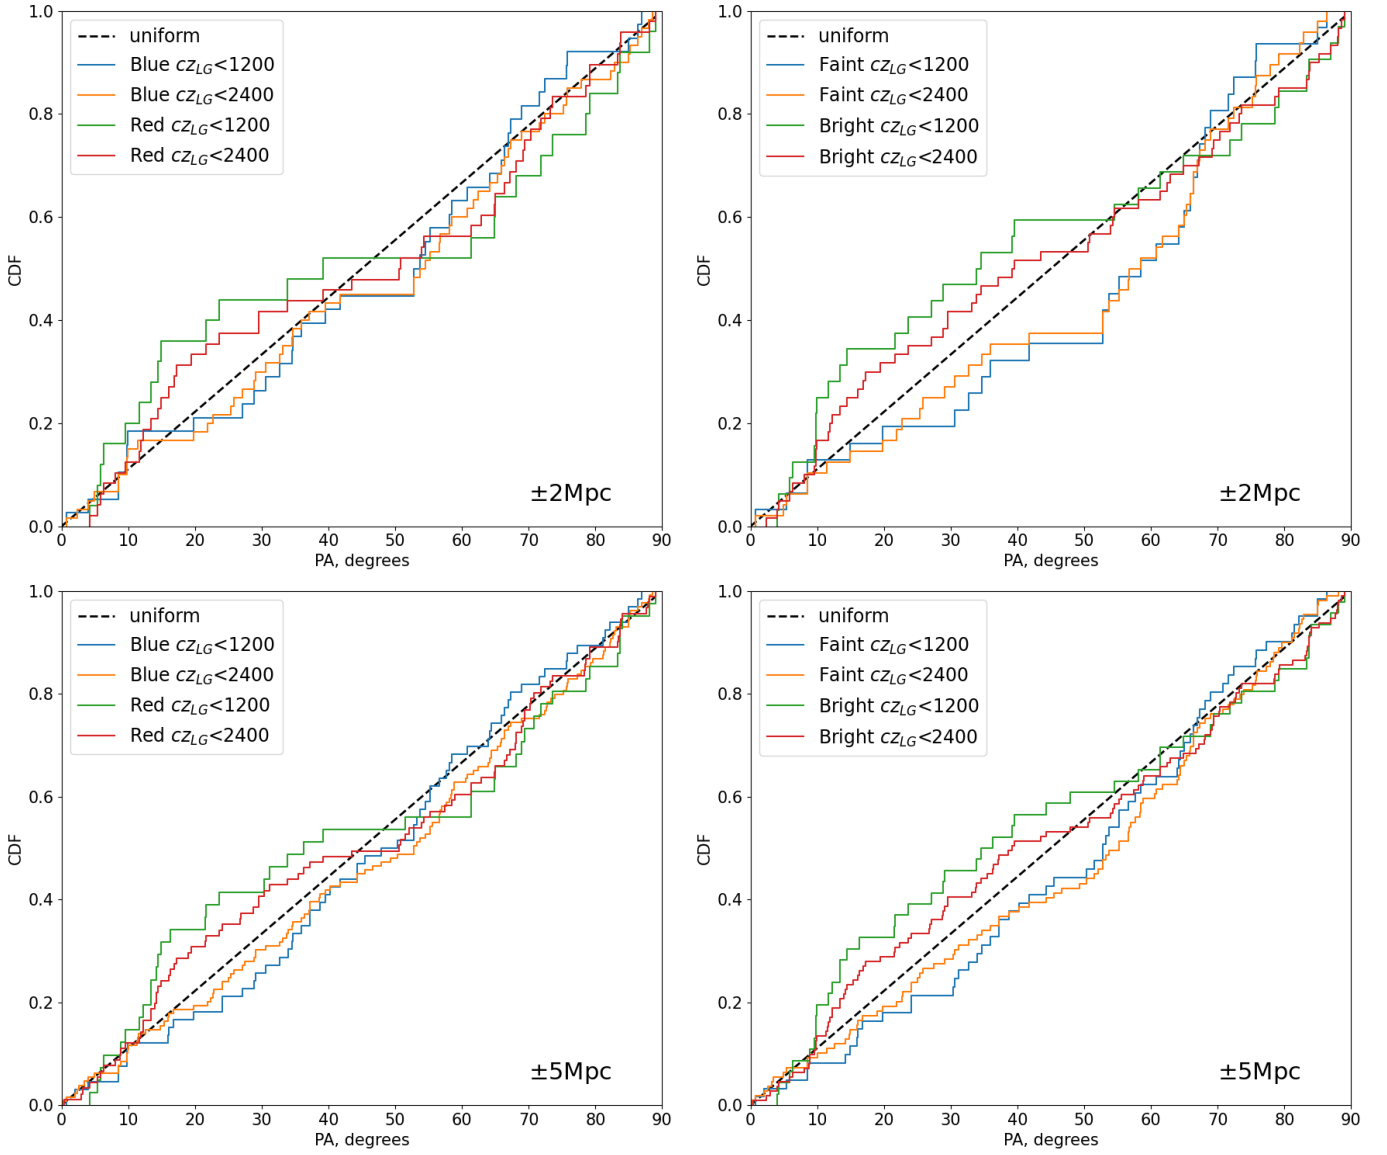 1.0
0.8
0.6
0.4
0.2
0.0
CDF
uniform
Blue cz_LG<1200
Blue cz_LG<2400
Red cz_LG<1200
Red cz_LG<2400
±2Mpc
0 10 20 30 40 50 60 70 80 90
PA, degrees
1.0
0.8
0.6
0.4
0.2
0.0
CDF
uniform
Faint cz_LG<1200
Faint cz_LG<2400
Bright cz_LG<1200
Bright cz_LG<2400
±2Mpc
0 10 20 30 40 50 60 70 80 90
PA, degrees
1.0
0.8
0.6
0.4
0.2
0.0
CDF
uniform
Blue cz_LG<1200
Blue cz_LG<2400
Red cz_LG<1200
Red cz_LG<2400
±5Mpc
0 10 20 30 40 50 60 70 80 90
PA, degrees
1.0
0.8
0.6
0.4
0.2
0.0
CDF
uniform
Faint cz_LG<1200
Faint cz_LG<2400
Bright cz_LG<1200
Bright cz_LG<2400
±5Mpc
0 10 20 30 40 50 60 70 80 90
PA, degrees